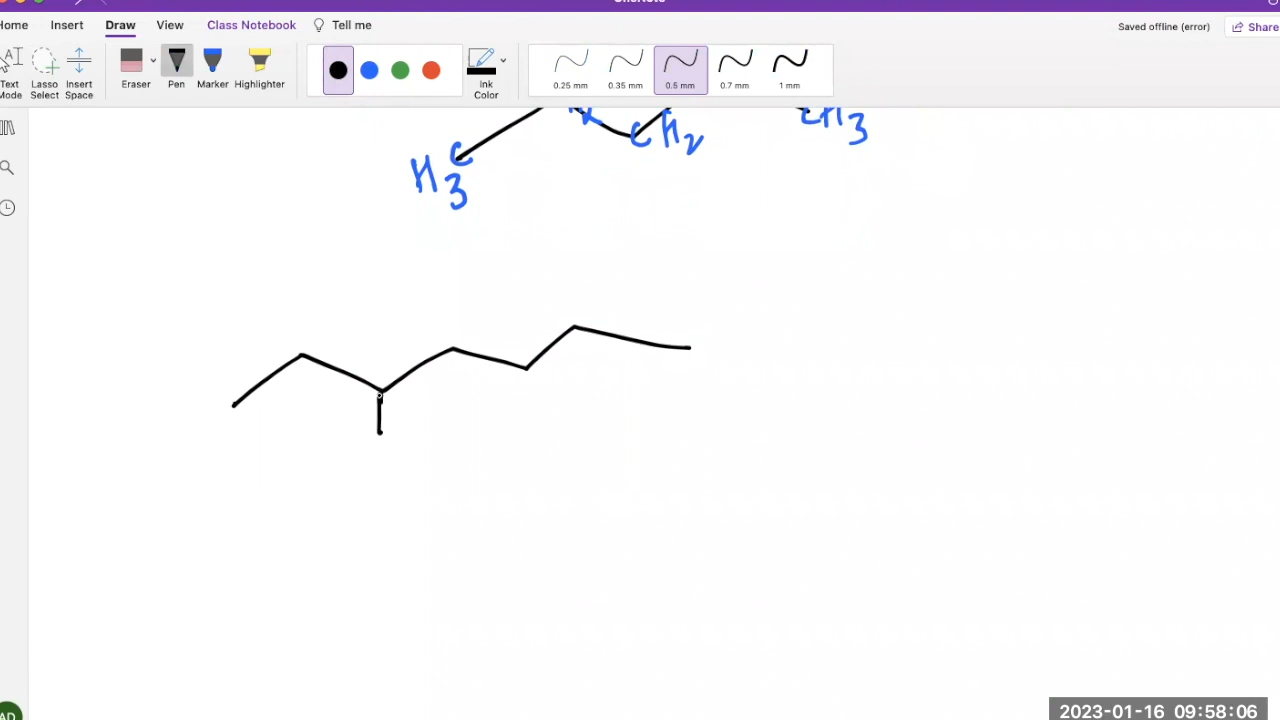 Home Insert Draw View Class Notebook Tell me Saved offline (error) Share
Text Mode Lasso Select Insert Space Eraser Pen Marker Highlighter Ink Color 0.25 mm 0.35 mm 0.5 mm 0.7 mm 1 mm
CH2 CH3
H3C
AD
2023-01-16 09:58:06